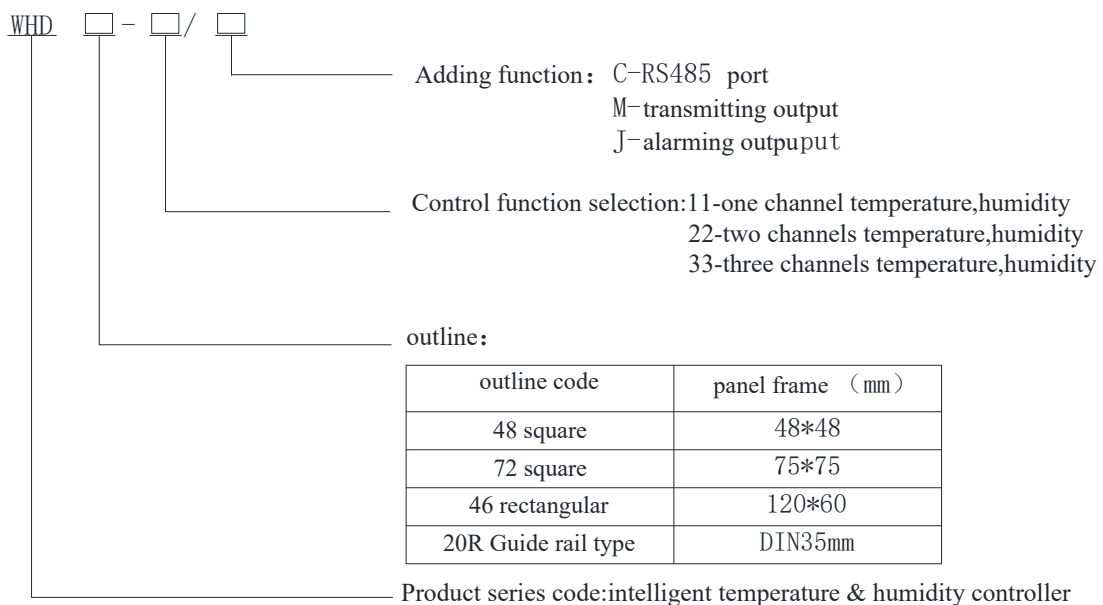 WHD □-□/ □
Adding function：C-RS485 port
M-transmitting output
J-alarming outpuput
Control function selection:11-one channel temperature,humidity
22-two channels temperature,humidity
33-three channels temperature,humidity
outline：
outline code panel frame （mm）
48 square 48*48
72 square 75*75
46 rectangular 120*60
20R Guide rail type DIN35mm
Product series code:intelligent temperature & humidity controller